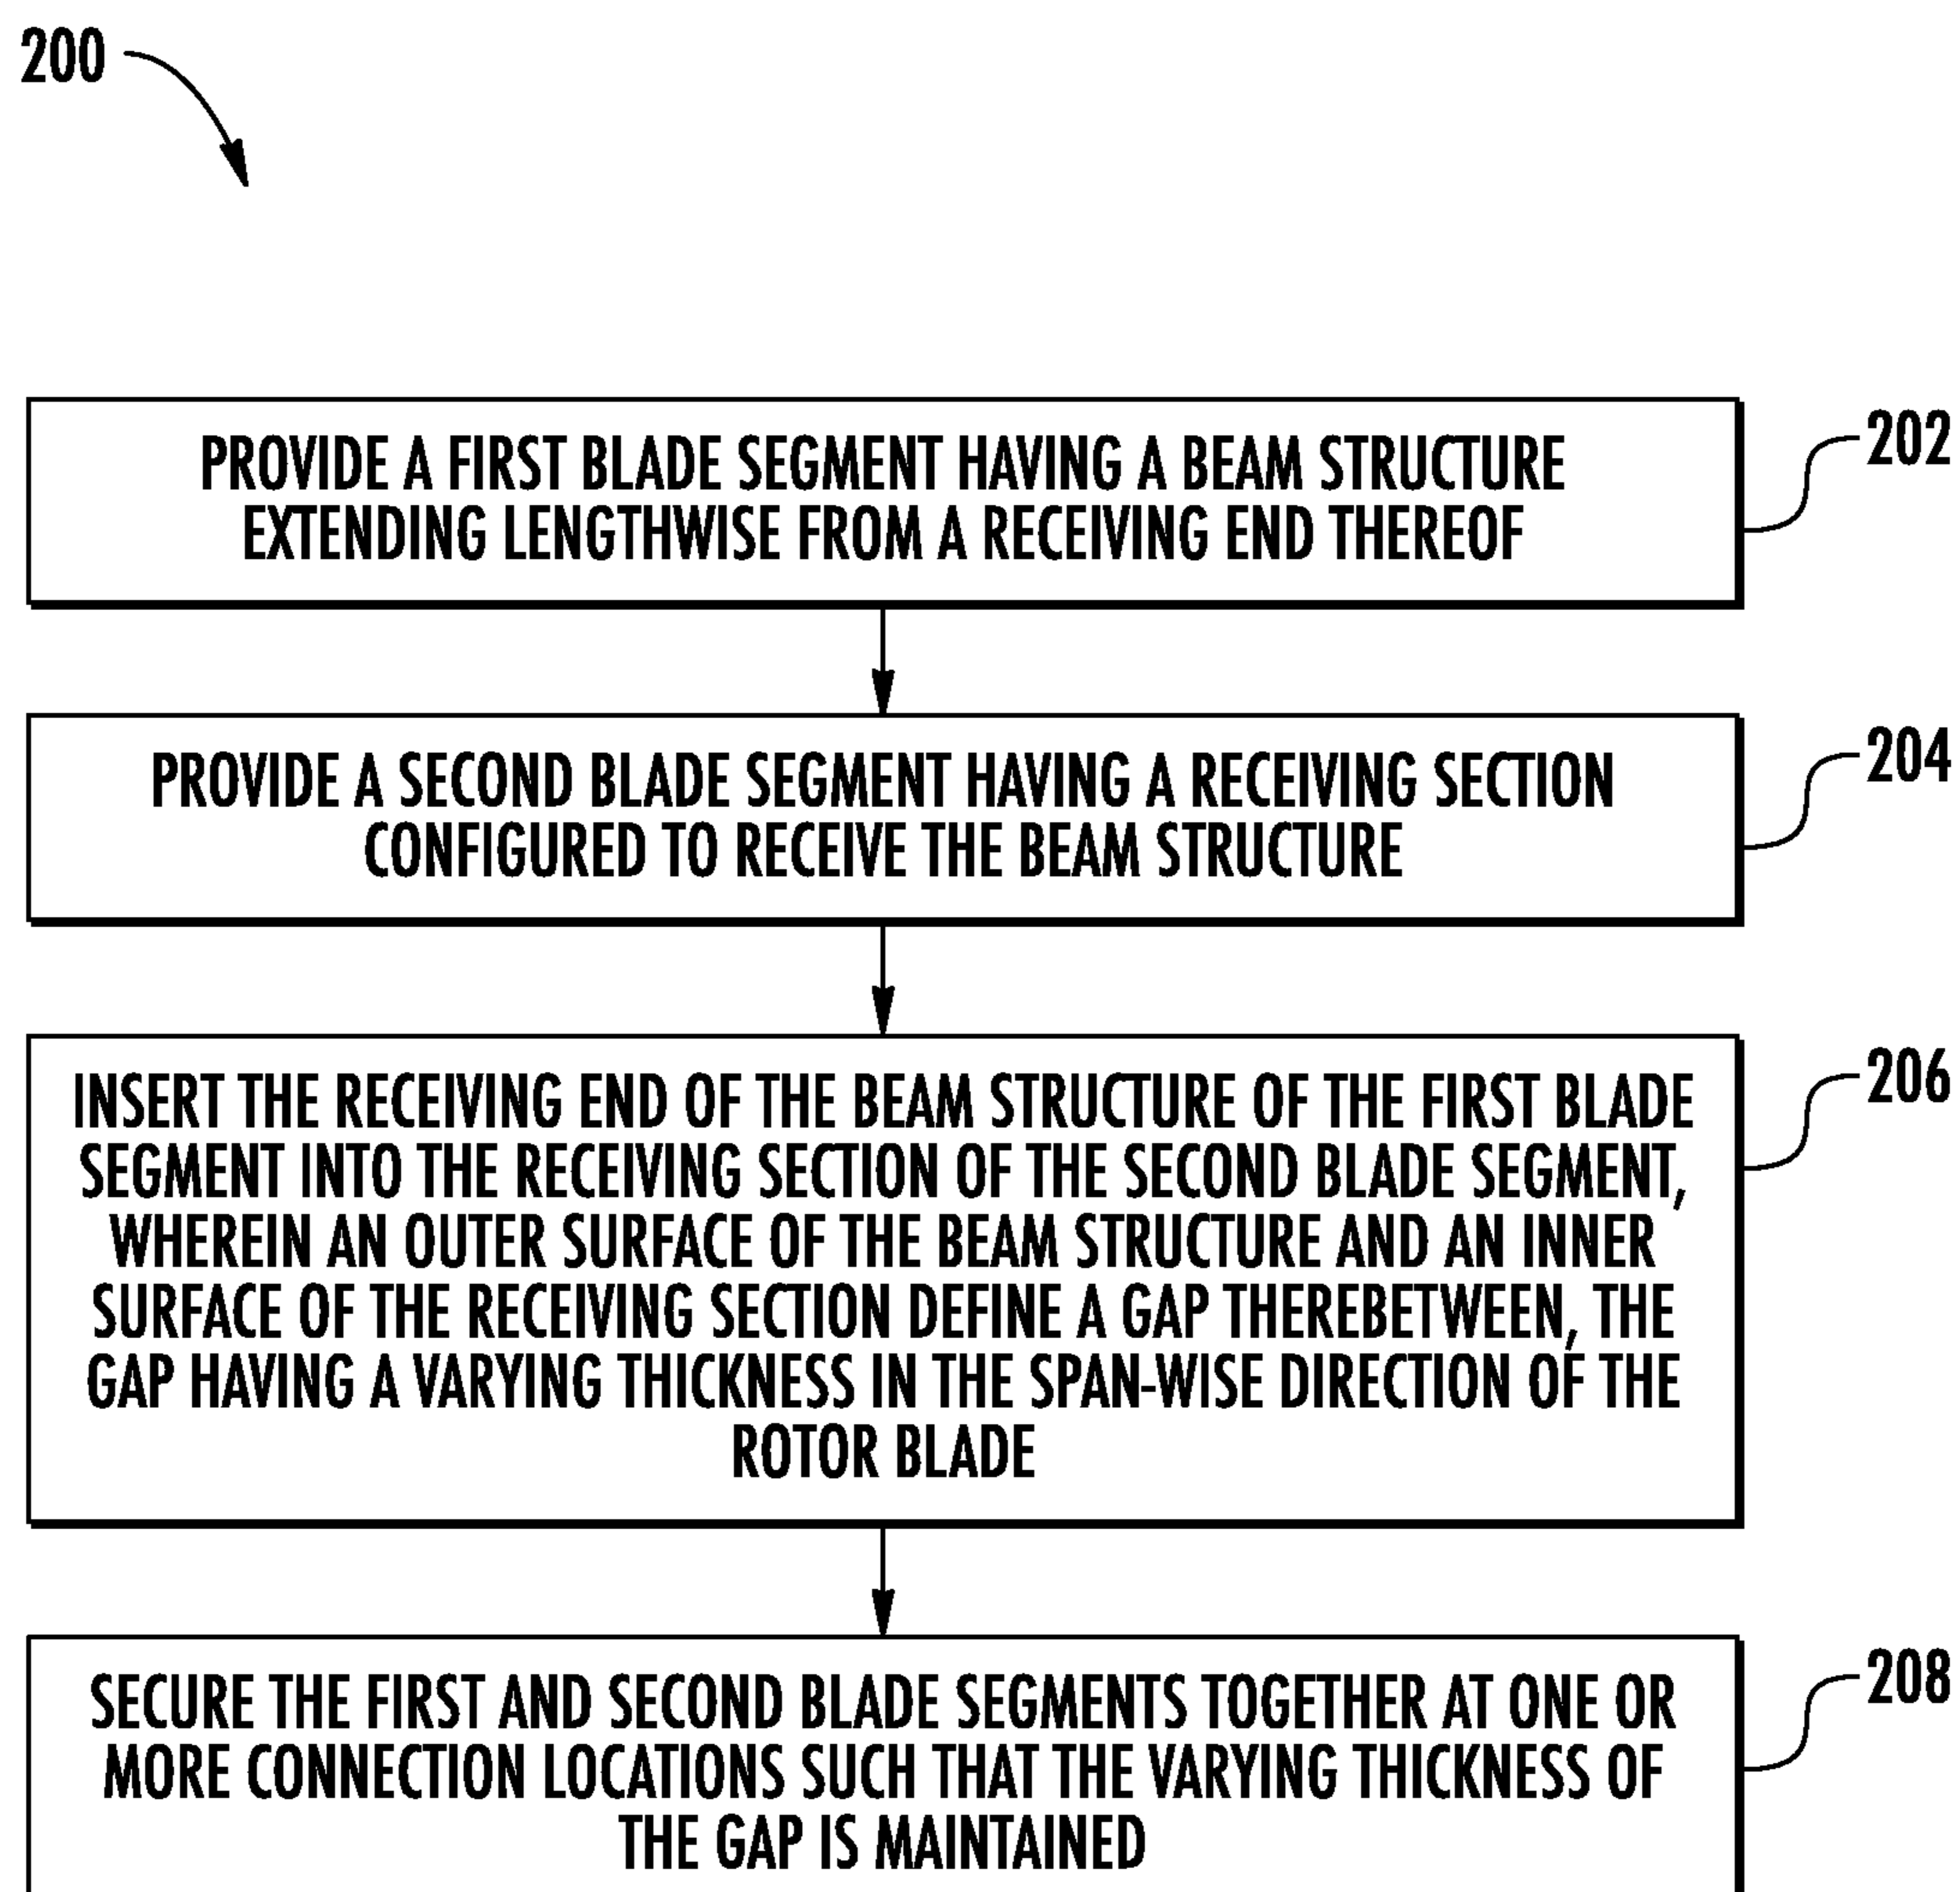 200
PROVIDE A FIRST BLADE SEGMENT HAVING A BEAM STRUCTURE
EXTENDING LENGTHWISE FROM A RECEIVING END THEREOF
202
PROVIDE A SECOND BLADE SEGMENT HAVING A RECEIVING SECTION
CONFIGURED TO RECEIVE THE BEAM STRUCTURE
204
INSERT THE RECEIVING END OF THE BEAM STRUCTURE OF THE FIRST BLADE
SEGMENT INTO THE RECEIVING SECTION OF THE SECOND BLADE SEGMENT,
WHEREIN AN OUTER SURFACE OF THE BEAM STRUCTURE AND AN INNER
SURFACE OF THE RECEIVING SECTION DEFINE A GAP THEREBETWEEN, THE
GAP HAVING A VARYING THICKNESS IN THE SPAN-WISE DIRECTION OF THE
ROTOR BLADE
206
SECURE THE FIRST AND SECOND BLADE SEGMENTS TOGETHER AT ONE OR
MORE CONNECTION LOCATIONS SUCH THAT THE VARYING THICKNESS OF
THE GAP IS MAINTAINED
208